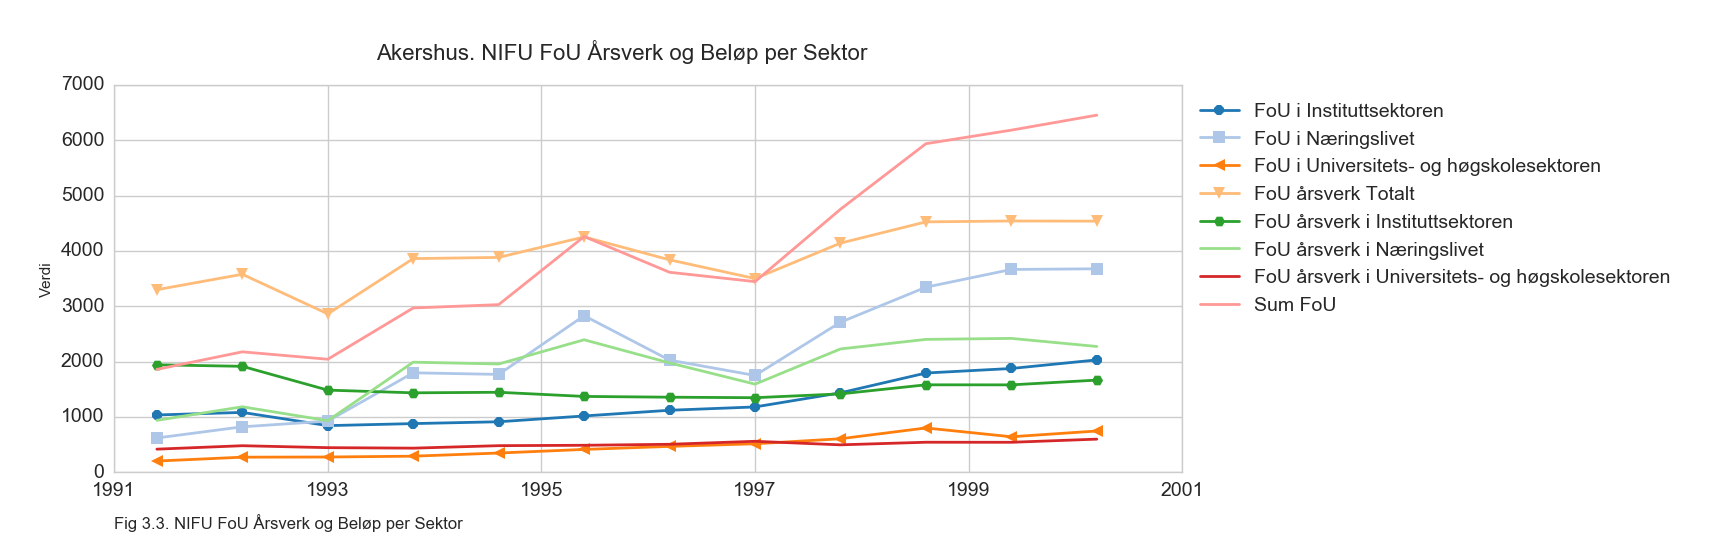 Akershus. NIFU FoU Årsverk og Beløp per Sektor
7000
6000
5000
4000
3000
2000
1000
0
Verdi
1991
1993
1995
1997
1999
2001
FoU i Instituttsektoren
FoU i Næringslivet
FoU i Universitets- og høgskolesektoren
FoU årsverk Totalt
FoU årsverk i Instituttsektoren
FoU årsverk i Næringslivet
FoU årsverk i Universitets- og høgskolesektoren
Sum FoU
Fig 3.3. NIFU FoU Årsverk og Beløp per Sektor